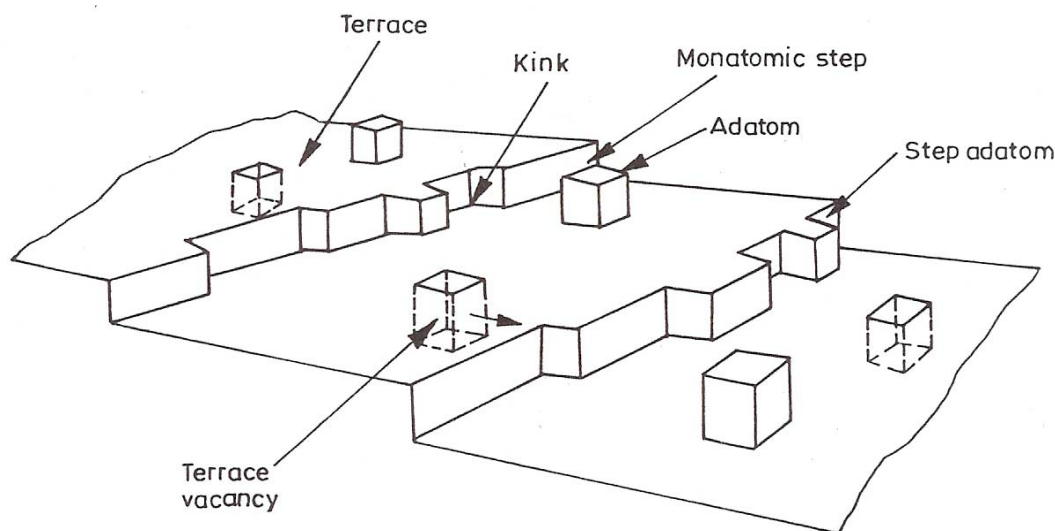 Terrace
Kink
Monatomic step
Adatom
Step adatom
Terrace
vacancy